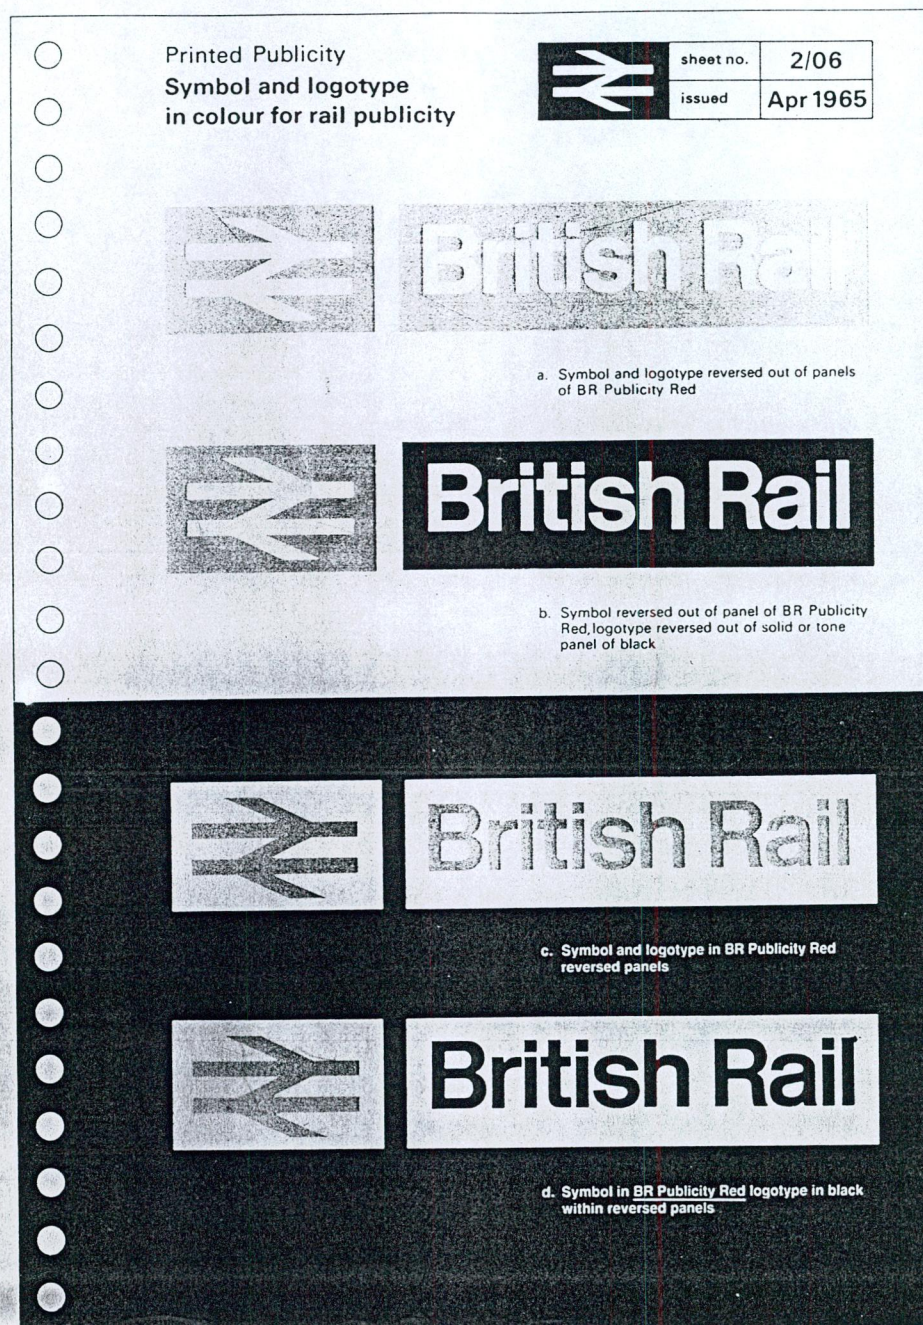 Printed Publicity
Symbol and logotype
in colour for rail publicity
sheet no. 2/06
issued Apr 1965
British Rail
a. Symbol and logotype reversed out of panels
of BR Publicity Red
British Rail
b. Symbol reversed out of panel of BR Publicity
Red, logotype reversed out of solid or tone
panel of black
British Rail
c. Symbol and logotype in BR Publicity Red
reversed panels
British Rail
d. Symbol in BR Publicity Red logotype in black
within reversed panels